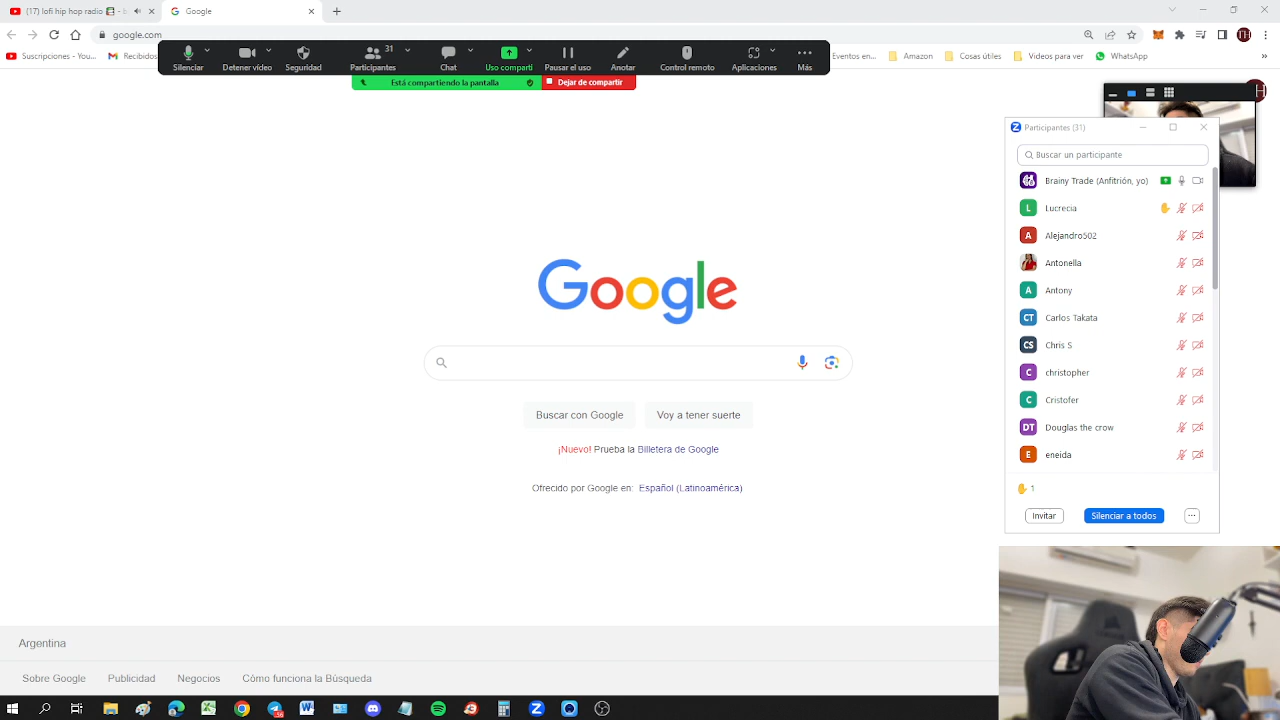 (17) lofi hip hop radio
Google
google.com
Suscripciones - You...
Recibidos
Eventos en...
Amazon
Cosas útiles
Videos para ver
WhatsApp
»
31
Silenciar
Detener vídeo
Seguridad
Participantes
Chat
Uso comparti
Pausar el uso
Anotar
Control remoto
Aplicaciones
Más
Está compartiendo la pantalla
Dejar de compartir
Participantes (31)
Buscar un participante
Brainy Trade (Anfitrión, yo)
L Lucrecia
A Alejandro502
Antonella
A Antony
CT Carlos Takata
CS Chris S
C christopher
C Cristofer
DT Douglas the crow
E eneida
1
Invitar
Silenciar a todos
Google
Buscar con Google
Voy a tener suerte
¡Nuevo! Prueba la Billetera de Google
Ofrecido por Google en: Español (Latinoamérica)
Argentina
Sobre Google
Publicidad
Negocios
Cómo funciona la Búsqueda